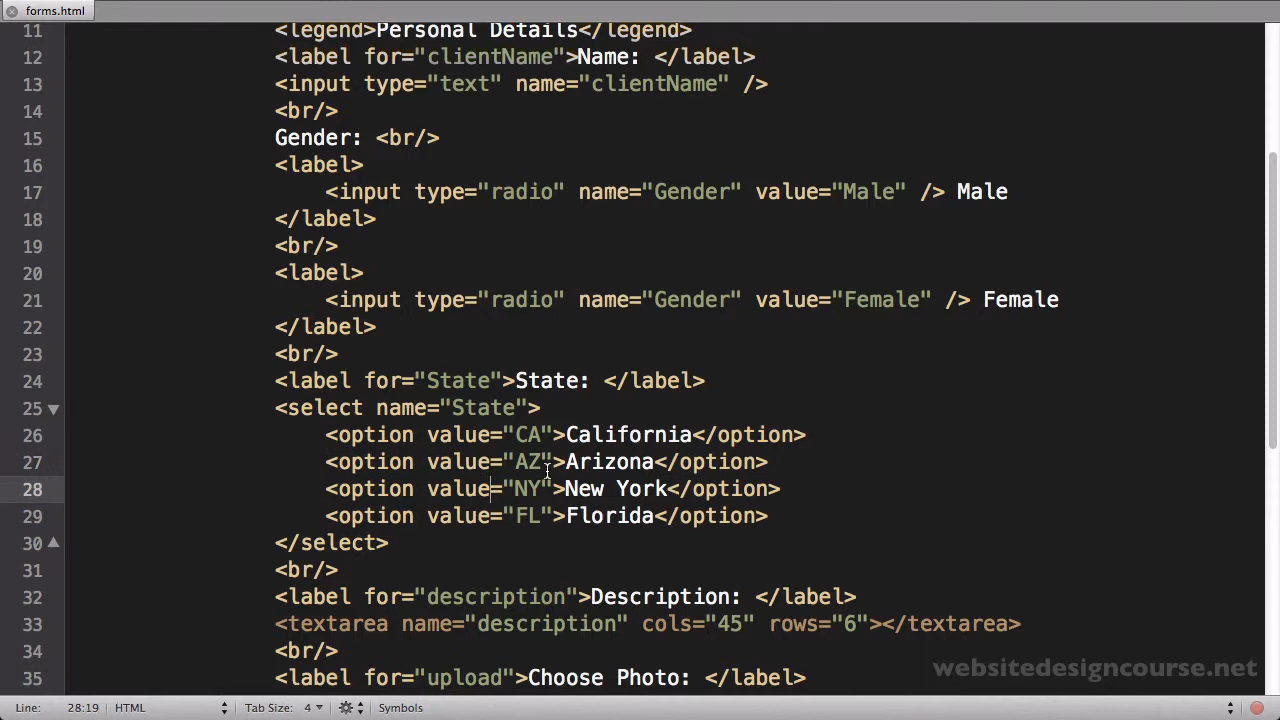 forms.html
11 <legend>Personal Details</legend>
12 <label for="clientName">Name: </label>
13 <input type="text" name="clientName" />
14 <br/>
15 Gender: <br/>
16 <label>
17 <input type="radio" name="Gender" value="Male" /> Male
18 </label>
19 <br/>
20 <label>
21 <input type="radio" name="Gender" value="Female" /> Female
22 </label>
23 <br/>
24 <label for="State">State: </label>
25 <select name="State">
26 <option value="CA">California</option>
27 <option value="AZ">Arizona</option>
28 <option value="NY">New York</option>
29 <option value="FL">Florida</option>
30 </select>
31 <br/>
32 <label for="description">Description: </label>
33 <textarea name="description" cols="45" rows="6"></textarea>
34 <br/>
35 <label for="upload">Choose Photo: </label>
websitedesigncourse.net
Line: 28:19 HTML Tab Size: 4 Symbols